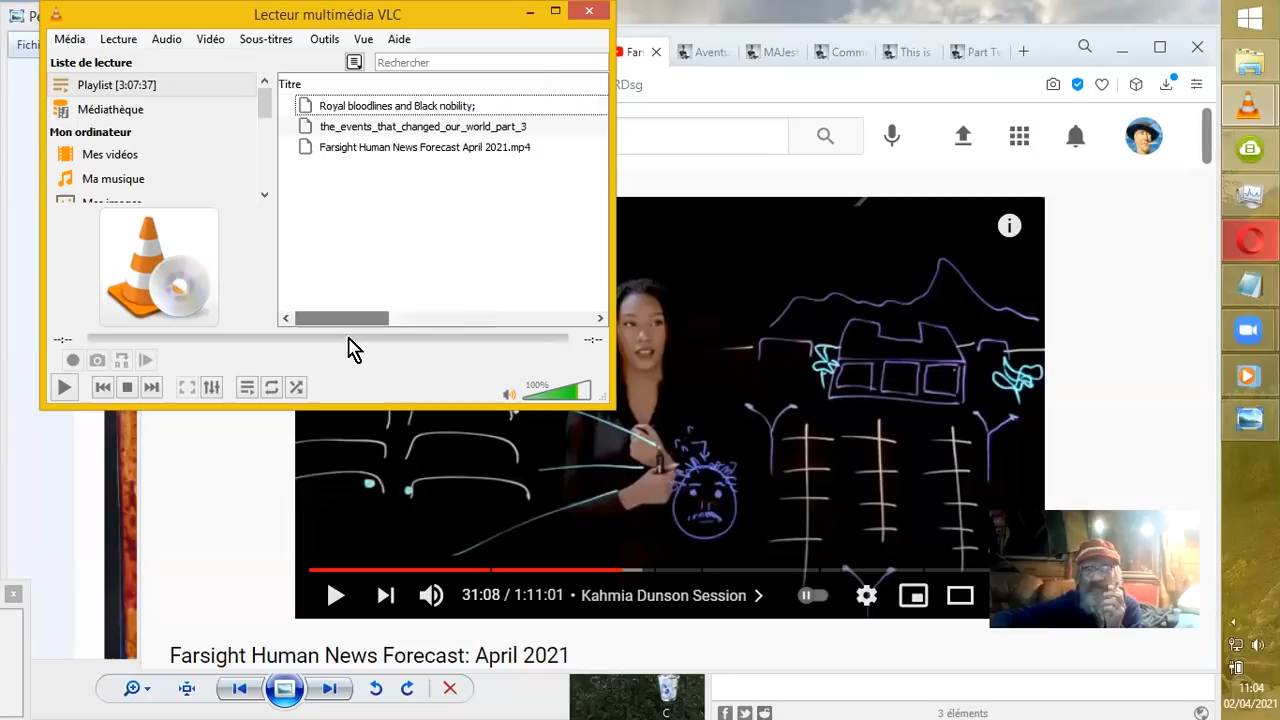 Lecteur multimédia VLC
Média Lecture Audio Vidéo Sous-titres Outils Vue Aide
Liste de lecture
Rechercher
Playlist [3:07:37]
Médiathèque
Mon ordinateur
Mes vidéos
Ma musique
Mes images
Titre
Royal bloodlines and Black nobility;
the_events_that_changed_our_world_part_3
Farsight Human News Forecast April 2021.mp4
--:--
--:--
100%
Fichi
Fars
Aventu
MAJest
Comm
This is
Part Tv
RDsg
31:08 / 1:11:01 • Kahmia Dunson Session
Farsight Human News Forecast: April 2021
C
3 éléments
11:04
02/04/2021